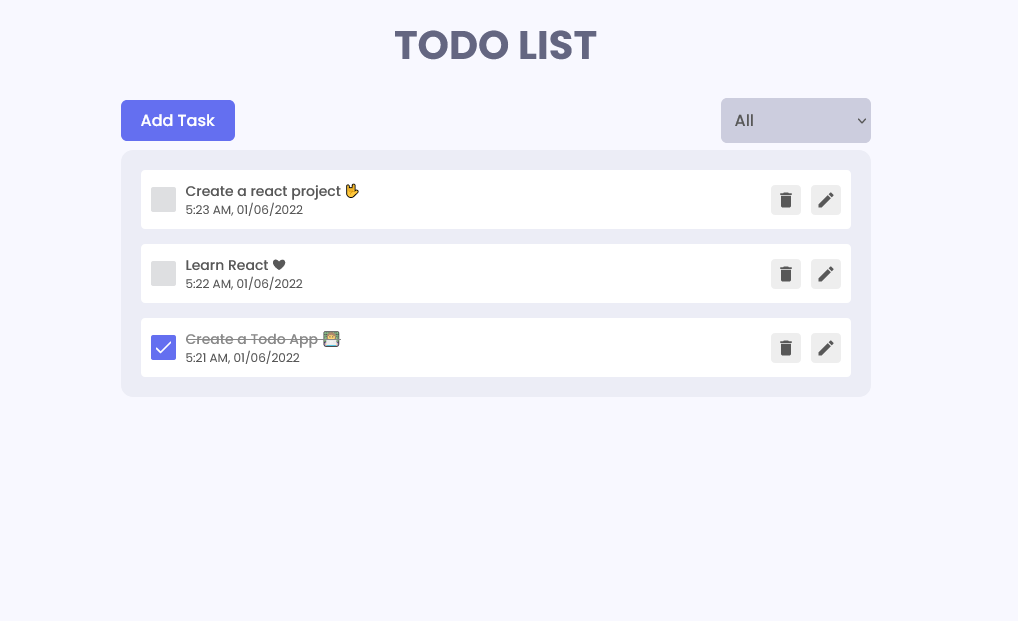 TODO LIST
Add Task
All
Create a react project 🤟
5:23 AM, 01/06/2022
Learn React 🖤
5:22 AM, 01/06/2022
Create a Todo App 👨‍🏫
5:21 AM, 01/06/2022